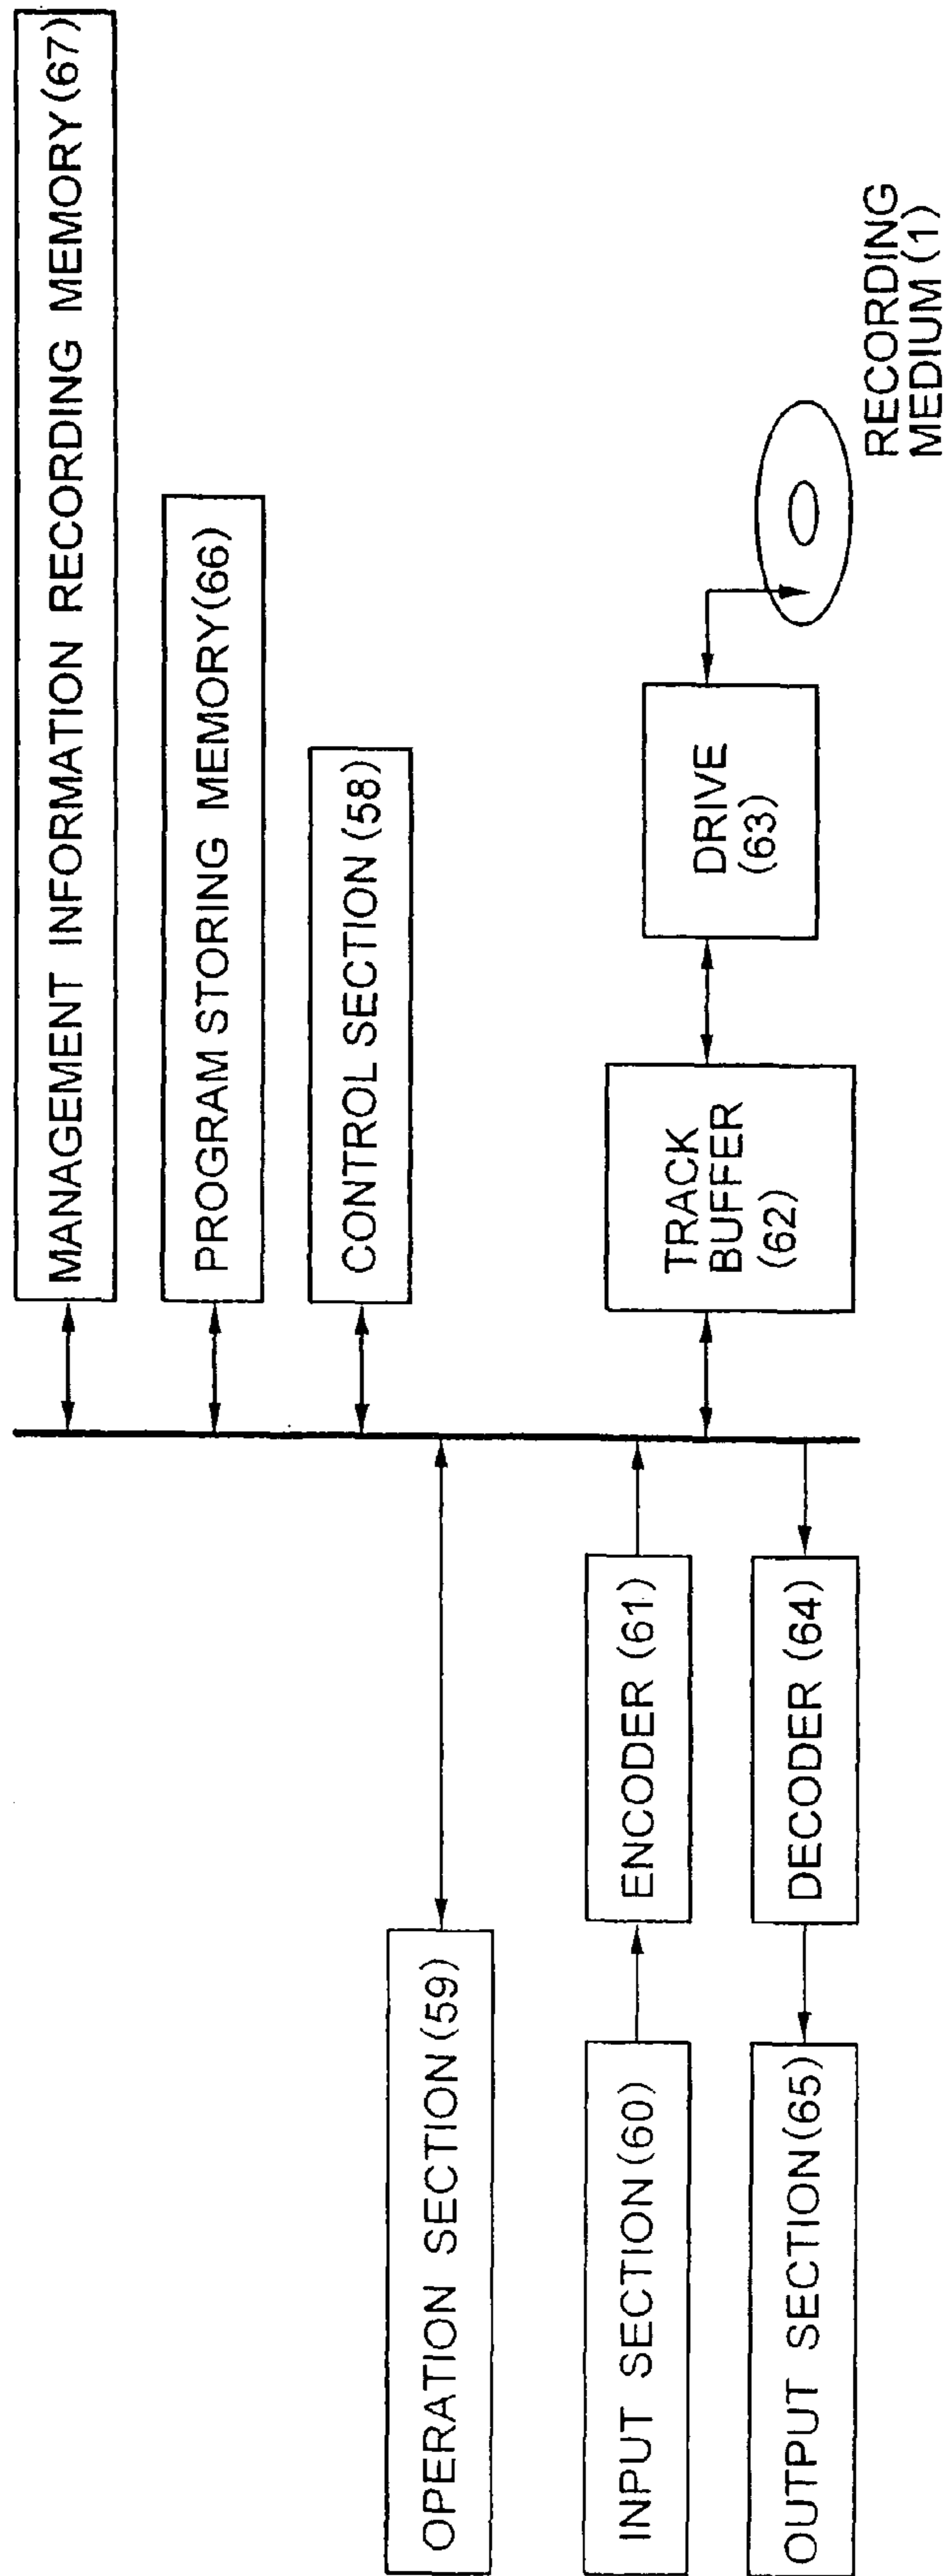 MANAGEMENT INFORMATION RECORDING MEMORY(67)
PROGRAM STORING MEMORY(66)
CONTROL SECTION (58)
OPERATION SECTION(59)
INPUT SECTION(60)
ENCODER (61)
TRACK
BUFFER
(62)
DRIVE
(63)
RECORDING
MEDIUM (1)
OUTPUT SECTION(65)
DECODER (64)